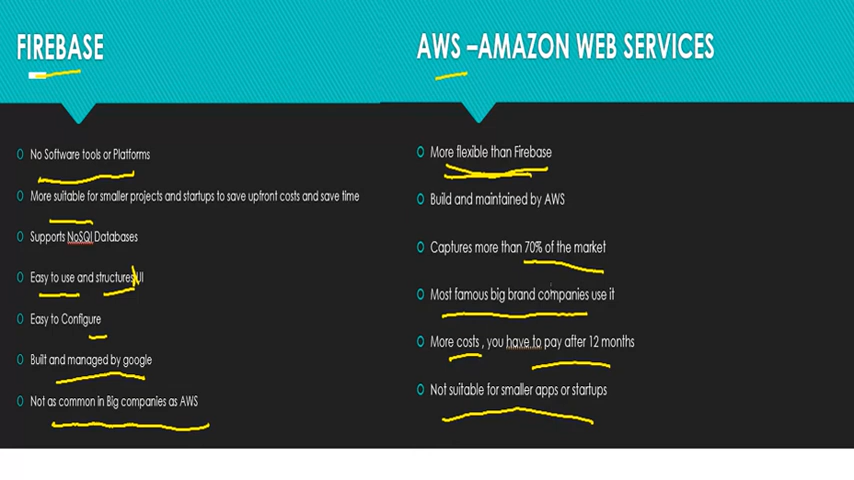 FIREBASE
No Software tools or Platforms
More suitable for smaller projects and startups to save upfront costs and save time
Supports NoSQl Databases
Easy to use and structures UI
Easy to Configure
Built and managed by google
Not as common in Big companies as AWS
AWS –AMAZON WEB SERVICES
More flexible than Firebase
Build and maintained by AWS
Captures more than 70% of the market
Most famous big brand companies use it
More costs , you have to pay after 12 months
Not suitable for smaller apps or startups